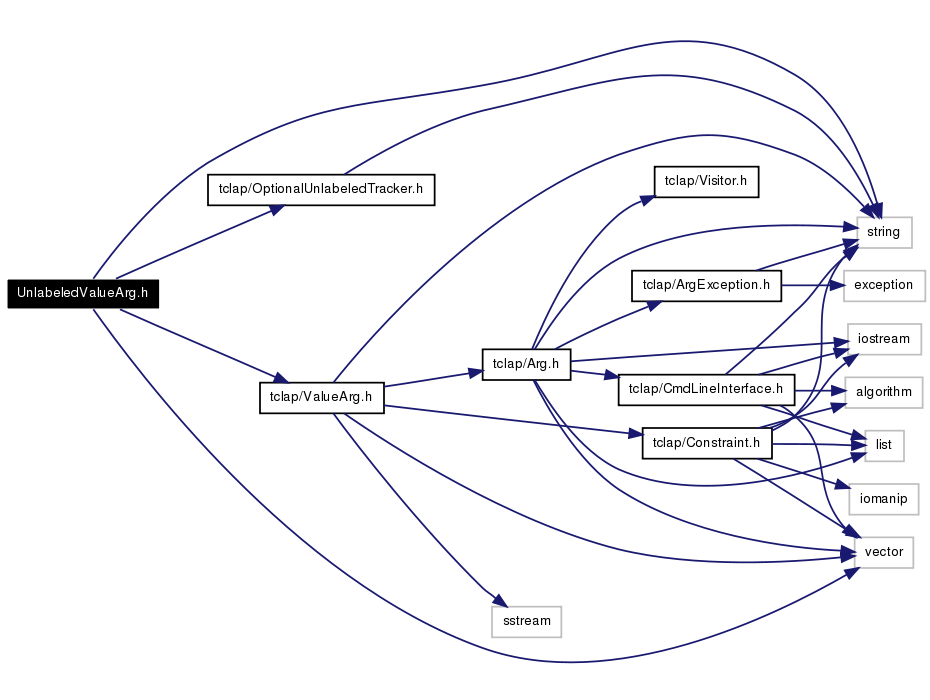 UnlabeledValueArg.h
tclap/OptionalUnlabeledTracker.h
tclap/ValueArg.h
tclap/Arg.h
sstream
tclap/Visitor.h
tclap/ArgException.h
tclap/CmdLineInterface.h
tclap/Constraint.h
string
exception
iostream
algorithm
list
iomanip
vector